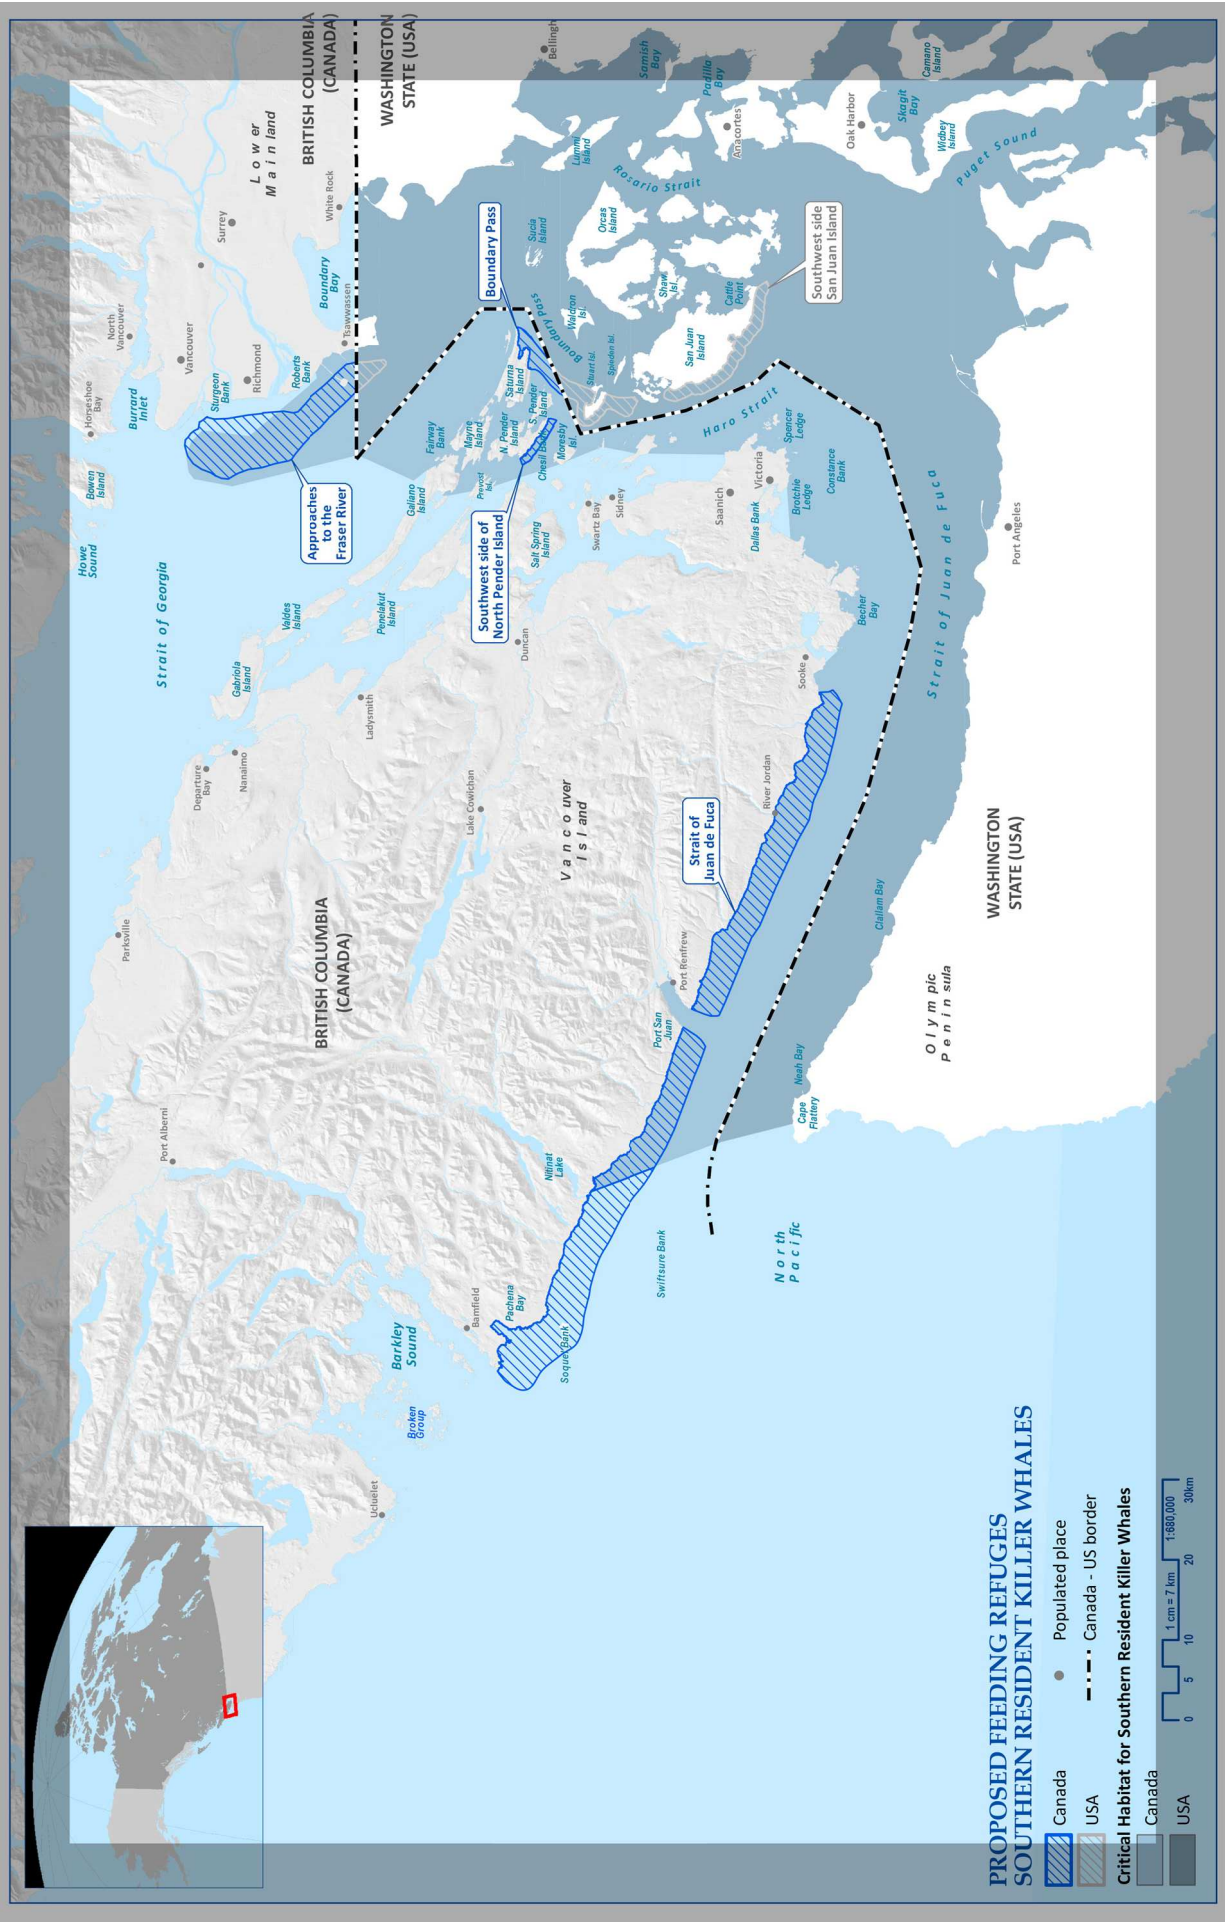 BRITISH COLUMBIA
(CANADA)
WASHINGTON
STATE (USA)
Lower
Mainland
Howe
Sound
Bowen
Island
Horseshoe
Bay
Burrard
Inlet
North
Vancouver
Vancouver
Surrey
Sturgeon
Bank
Richmond
Roberts
Bank
Tsawwassen
Boundary
Bay
White Rock
Bellingh
Samish
Bay
Padilla
Bay
Lummi
Island
Anacortes
Oak Harbor
Skagit
Bay
Camano
Island
Widbey
Island
Puget Sound
Rosario Strait
Strait of Georgia
Approaches
to the
Fraser River
Boundary Pass
Sucia
Island
Orcas
Island
Boundary Pass
Waldron
Isl.
Shaw
Isl.
Cattle
Point
San Juan
Island
Stuart Isl.
Spieden Isl.
Southwest side
San Juan Island
Haro Strait
Fairway
Bank
Mayne
Island
Saturna
Island
N. Pender
Island
S. Pender
Island
Prevost
Isl.
Moresby
Isl.
Galiano
Island
Southwest side of
North Pender Island
Salt Spring
Island
Swartz Bay
Sidney
Saanich
Victoria
Spencer
Ledge
Brotchie
Ledge
Constance
Bank
Dallas Bank
Becher
Bay
Strait of Juan de Fuca
Port Angeles
Valdes
Island
Penelakut
Island
Gabriola
Island
Departure
Bay
Nanaimo
Ladysmith
Duncan
Lake Cowichan
Vancouver
Island
Sooke
River Jordan
Strait of
Juan de Fuca
Parksville
BRITISH COLUMBIA
(CANADA)
Port Renfrew
Port San
Juan
Clallam Bay
WASHINGTON
STATE (USA)
Olympic
Peninsula
Neah Bay
Cape
Flattery
Port Alberni
Nitinat
Lake
Swiftsure Bank
North
Pacific
Bamfield
Pachena
Bay
Soquel Bank
Barkley
Sound
Broken
Group
Ucluelet
PROPOSED FEEDING REFUGES
SOUTHERN RESIDENT KILLER WHALES
Canada
USA
Populated place
Canada - US border
Critical Habitat for Southern Resident Killer Whales
Canada
USA
1 cm = 7 km 1:680,000
0 5 10 20 30km